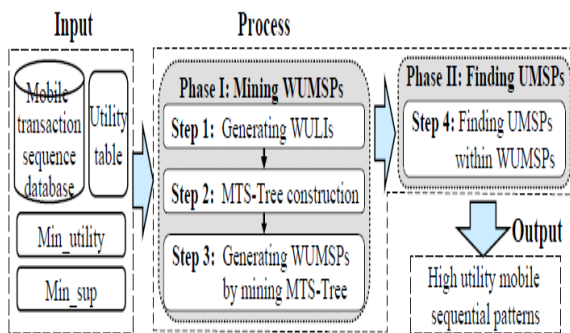 Input
Process
Mobile
transaction
sequence
database
Utility
table
Min_utility
Min_sup
Phase I: Mining WUMSPs
Step 1: Generating WULIs
Step 2: MTS-Tree construction
Step 3: Generating WUMSPs
by mining MTS-Tree
Phase II: Finding UMSPs
Step 4: Finding UMSPs
within WUMSPs
Output
High utility mobile
sequential patterns